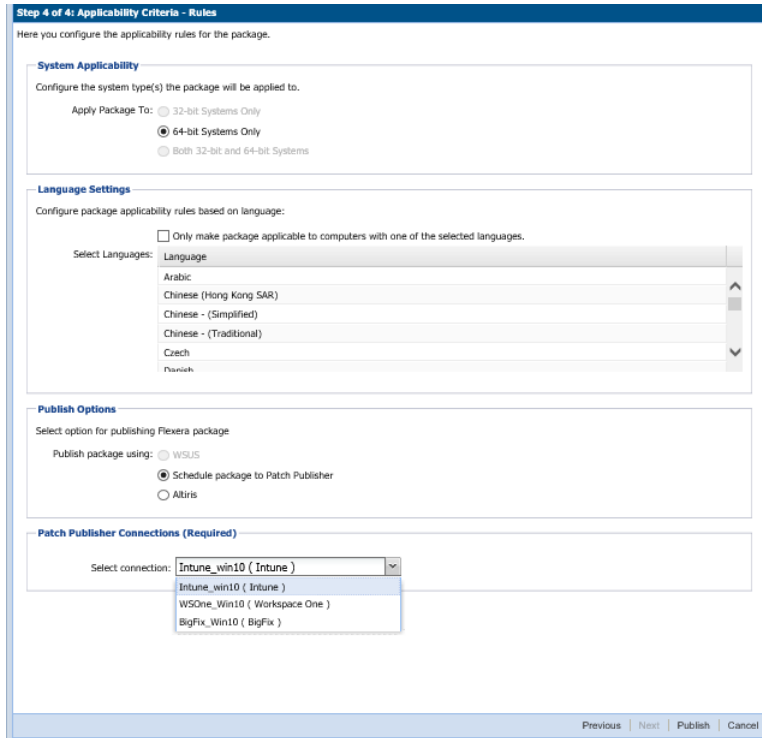 Step 4 of 4: Applicability Criteria - Rules
Here you configure the applicability rules for the package.
System Applicability
Configure the system type(s) the package will be applied to.
Apply Package To: 32-bit Systems Only
64-bit Systems Only
Both 32-bit and 64-bit Systems
Language Settings
Configure package applicability rules based on language:
Only make package applicable to computers with one of the selected languages.
Select Languages: Language
Arabic
Chinese (Hong Kong SAR)
Chinese - (Simplified)
Chinese - (Traditional)
Czech
Danish
Publish Options
Select option for publishing Flexera package
Publish package using: WSUS
Schedule package to Patch Publisher
Altiris
Patch Publisher Connections (Required)
Select connection: Intune_win10 ( Intune )
Intune_win10 ( Intune )
WSOne_Win10 ( Workspace One )
BigFix_Win10 ( BigFix )
Previous Next Publish Cancel